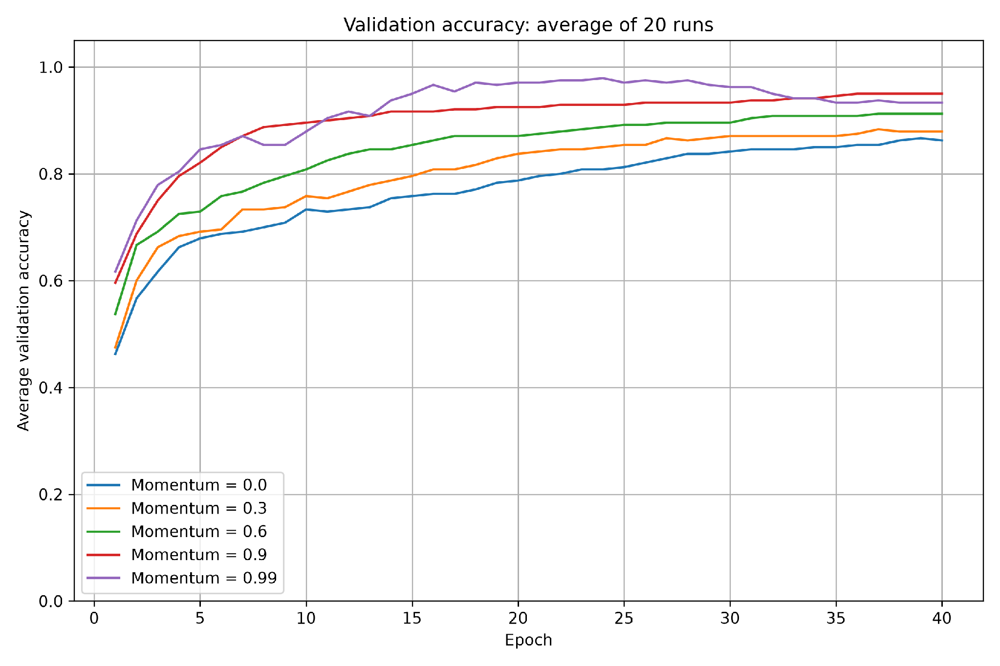 Validation accuracy: average of 20 runs
1.0
0.8
0.6
0.4
0.2
0.0
Average validation accuracy
Momentum = 0.0
Momentum = 0.3
Momentum = 0.6
Momentum = 0.9
Momentum = 0.99
0 5 10 15 20 25 30 35 40
Epoch